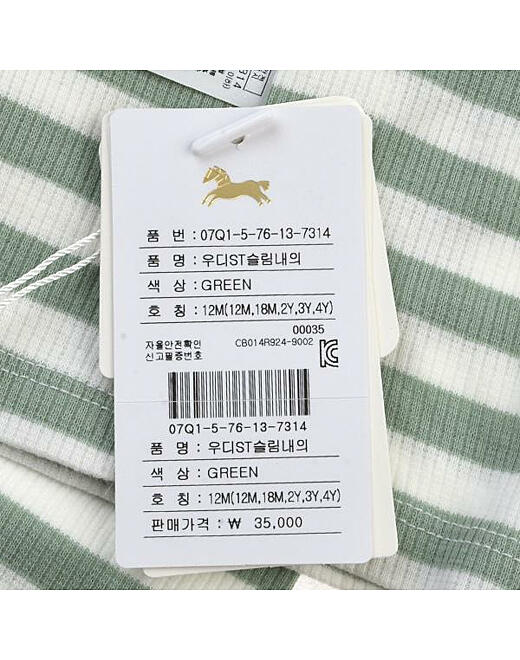 품 번 : 07Q1-5-76-13-7314
품 명 : 우디ST슬림내의
색 상 : GREEN
호 칭 : 12M(12M,18M,2Y,3Y,4Y)
00035
자율안전확인 CB014R924-9002
신고필증번호
07Q1-5-76-13-7314
품 명 : 우디ST슬림내의
색 상 : GREEN
호 칭 : 12M(12M,18M,2Y,3Y,4Y)
판매가격 : ₩ 35,000